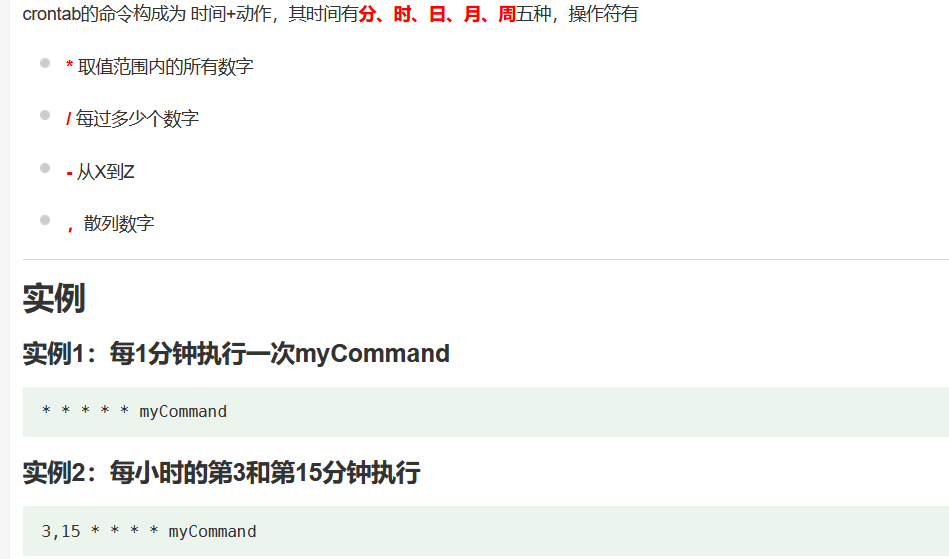 crontab的命令构成为 时间+动作，其时间有分、时、日、月、周五种，操作符有
* 取值范围内的所有数字
/ 每过多少个数字
- 从X到Z
，散列数字
实例
实例1：每1分钟执行一次myCommand
* * * * * myCommand
实例2：每小时的第3和第15分钟执行
3,15 * * * * myCommand